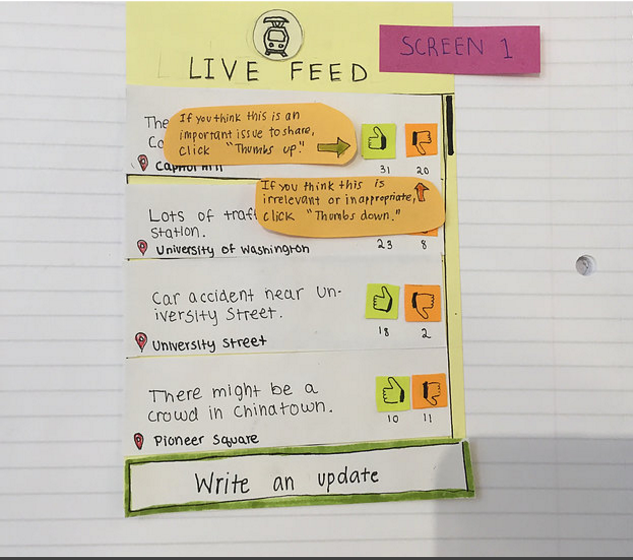 SCREEN 1
LIVE FEED
The
Co
If you think this is an
important issue to share,
click "Thumbs up."
Capitol Hill
31 20
If you think this is
irrelevant or inappropriate,
click "Thumbs down."
Lots of traf
station.
University of Washington
23 8
Car accident near Un-
iversity Street.
18 2
University Street
There might be a
crowd in Chinatown.
10 11
Pioneer Square
Write an update